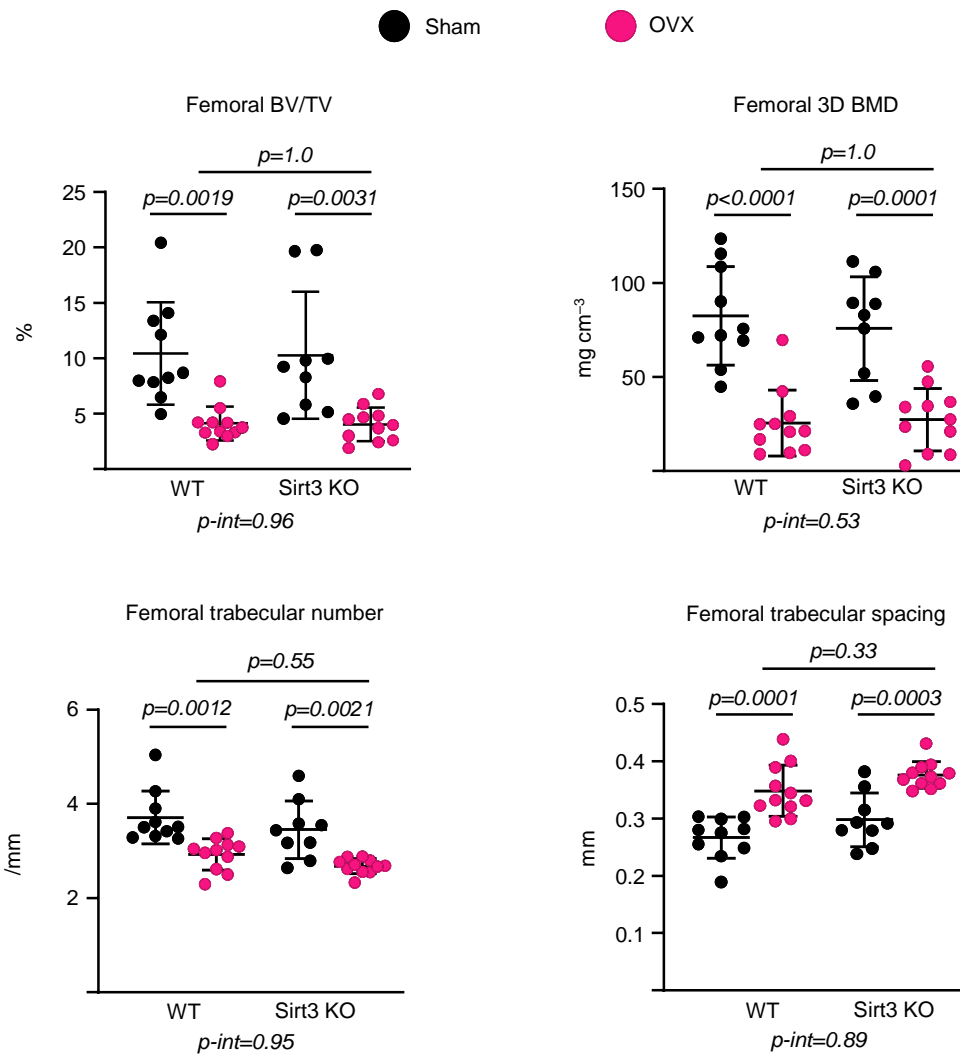 Sham OVX
Femoral BV/TV
p=1.0
p=0.0019 p=0.0031
25
20
15
10
5
%
WT Sirt3 KO
p-int=0.96
Femoral 3D BMD
p=1.0
p<0.0001 p=0.0001
150
100
50
mg cm⁻³
WT Sirt3 KO
p-int=0.53
Femoral trabecular number
p=0.55
p=0.0012 p=0.0021
6
4
2
/mm
WT Sirt3 KO
p-int=0.95
Femoral trabecular spacing
p=0.33
p=0.0001 p=0.0003
0.5
0.4
0.3
0.2
0.1
mm
WT Sirt3 KO
p-int=0.89